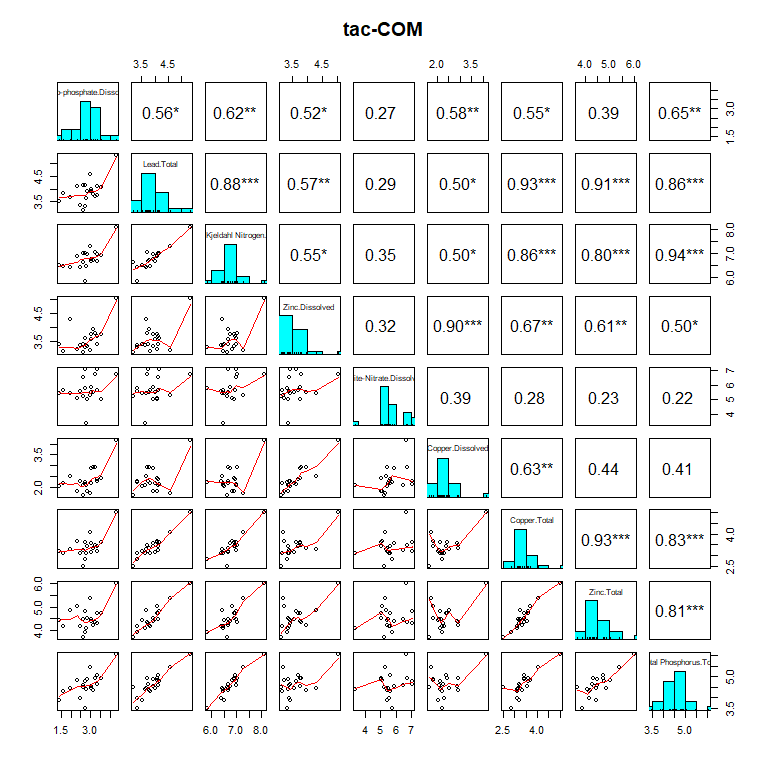 tac-COM
3.5 4.5 3.5 4.5 2.0 3.5 4.0 5.0 6.0
o-phosphate.Disso 0.56* 0.62** 0.52* 0.27 0.58** 0.55* 0.39 0.65** 1.5 3.0
3.5 4.5 Lead.Total 0.88*** 0.57** 0.29 0.50* 0.93*** 0.91*** 0.86***
Kjeldahl Nitrogen. 0.55* 0.35 0.50* 0.86*** 0.80*** 0.94*** 6.0 7.0 8.0
3.5 4.5 Zinc.Dissolved 0.32 0.90*** 0.67** 0.61** 0.50*
ite-Nitrate.Dissolv 0.39 0.28 0.23 0.22 4 5 6 7
2.0 3.5 Copper.Dissolved 0.63** 0.44 0.41
Copper.Total 0.93*** 0.83*** 2.5 4.0
4.0 5.0 6.0 Zinc.Total 0.81***
tal Phosphorus.To 3.5 5.0
1.5 3.0 6.0 7.0 8.0 4 5 6 7 2.5 4.0 3.5 5.0